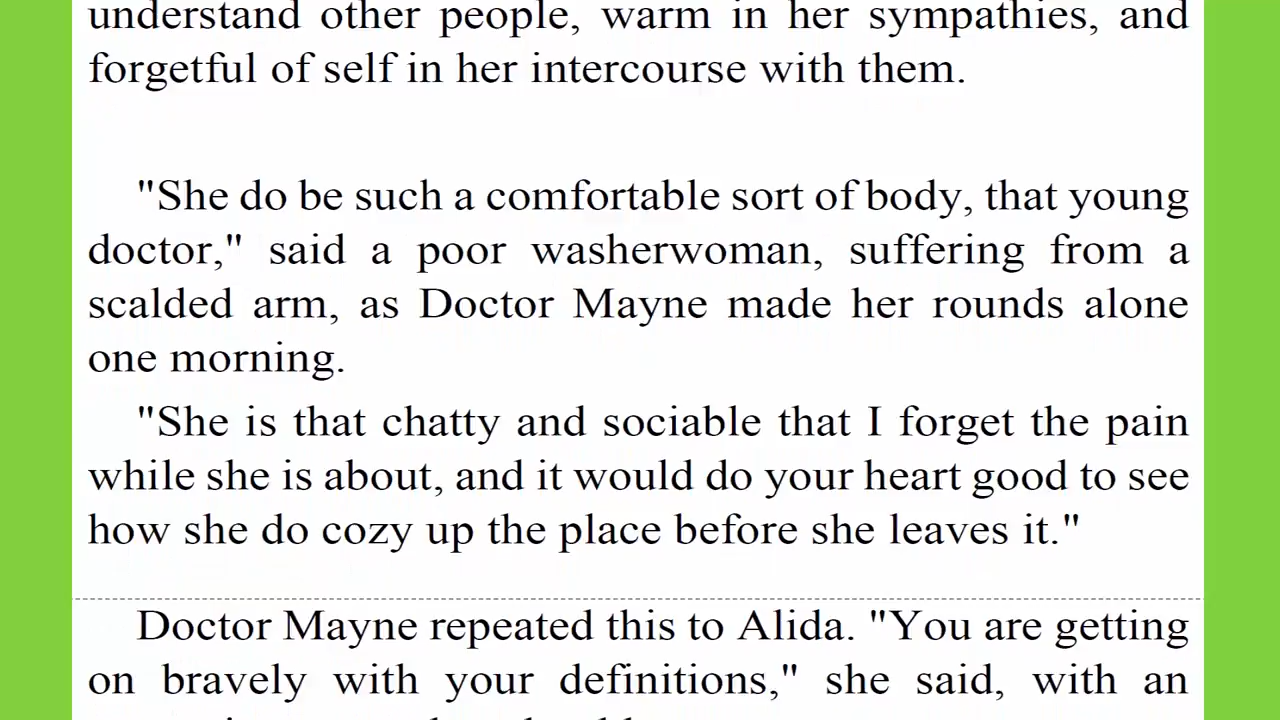 understand other people, warm in her sympathies, and
forgetful of self in her intercourse with them.
"She do be such a comfortable sort of body, that young
doctor," said a poor washerwoman, suffering from a
scalded arm, as Doctor Mayne made her rounds alone
one morning.
"She is that chatty and sociable that I forget the pain
while she is about, and it would do your heart good to see
how she do cozy up the place before she leaves it."
Doctor Mayne repeated this to Alida. "You are getting
on bravely with your definitions," she said, with an